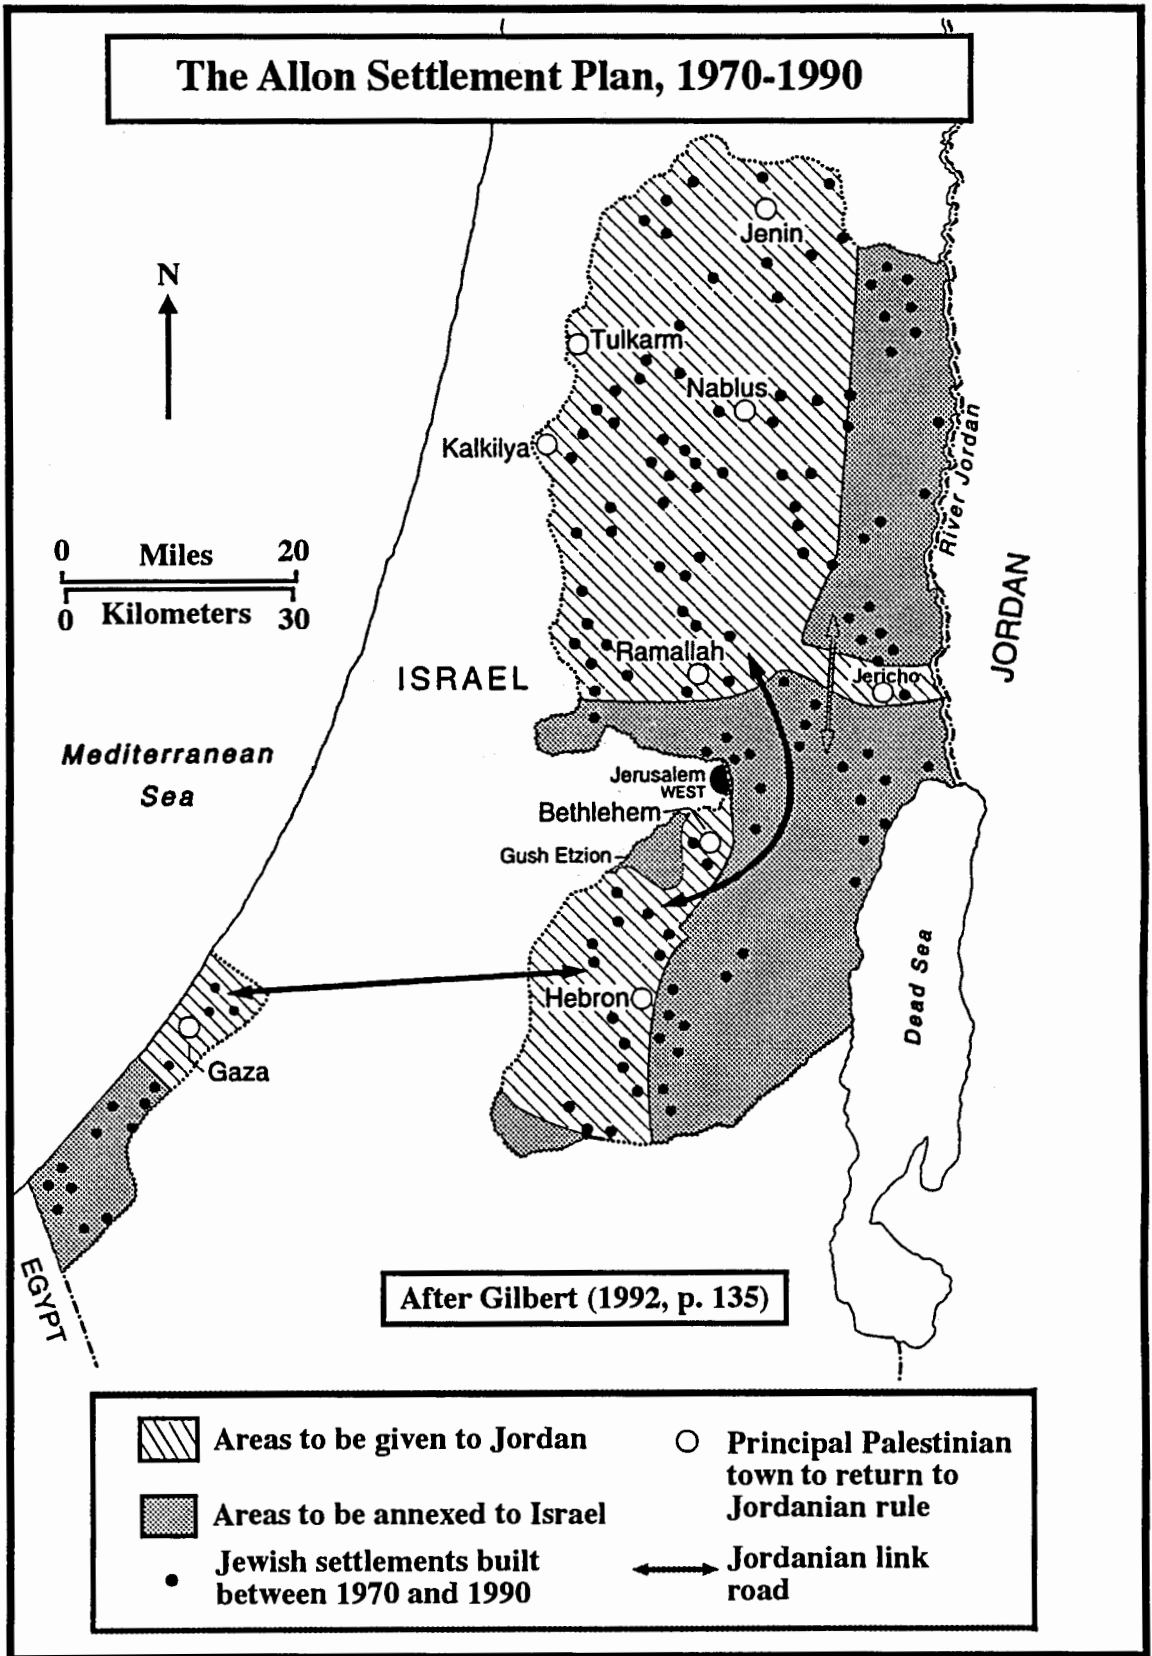 The Allon Settlement Plan, 1970-1990
Jenin
N
Tulkarm
Nablus
Kalkilya
River Jordan
0 Miles 20
0 Kilometers 30
JORDAN
Ramallah
ISRAEL
Jericho
Mediterranean
Sea
Jerusalem
WEST
Bethlehem
Gush Etzion
Dead Sea
Hebron
Gaza
EGYPT
After Gilbert (1992, p. 135)
Areas to be given to Jordan
Areas to be annexed to Israel
Jewish settlements built
between 1970 and 1990
Principal Palestinian
town to return to
Jordanian rule
Jordanian link
road